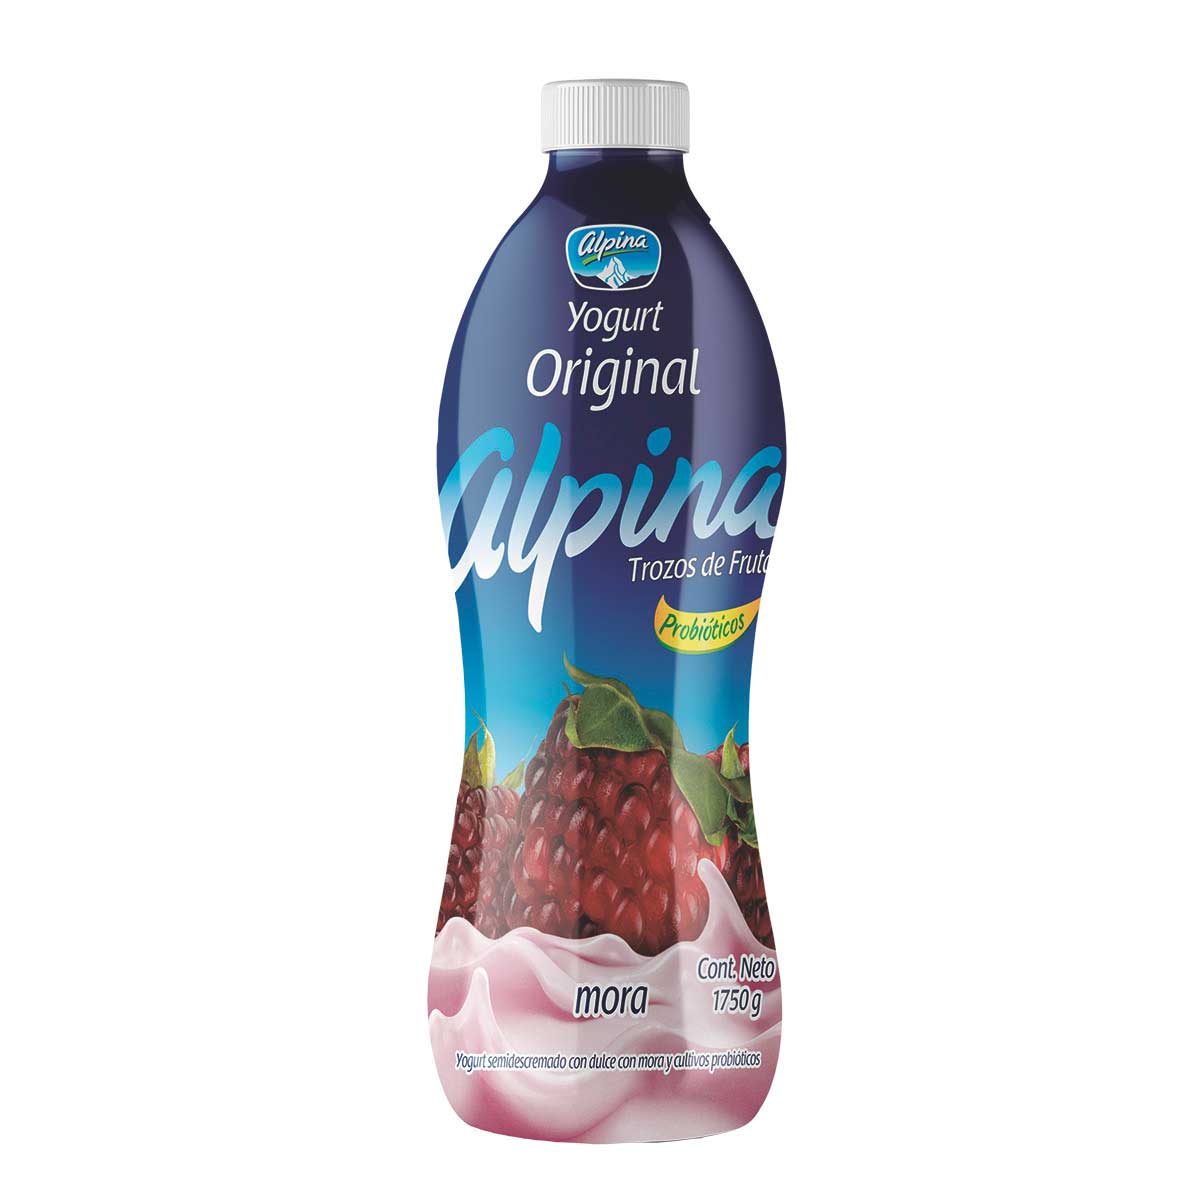 alpina
Yogurt
Original
alpina
Trozos de Fruta
Probióticos
mora
Cont. Neto
1750 g
Yogurt semidescremado con dulce con mora y cultivos probióticos